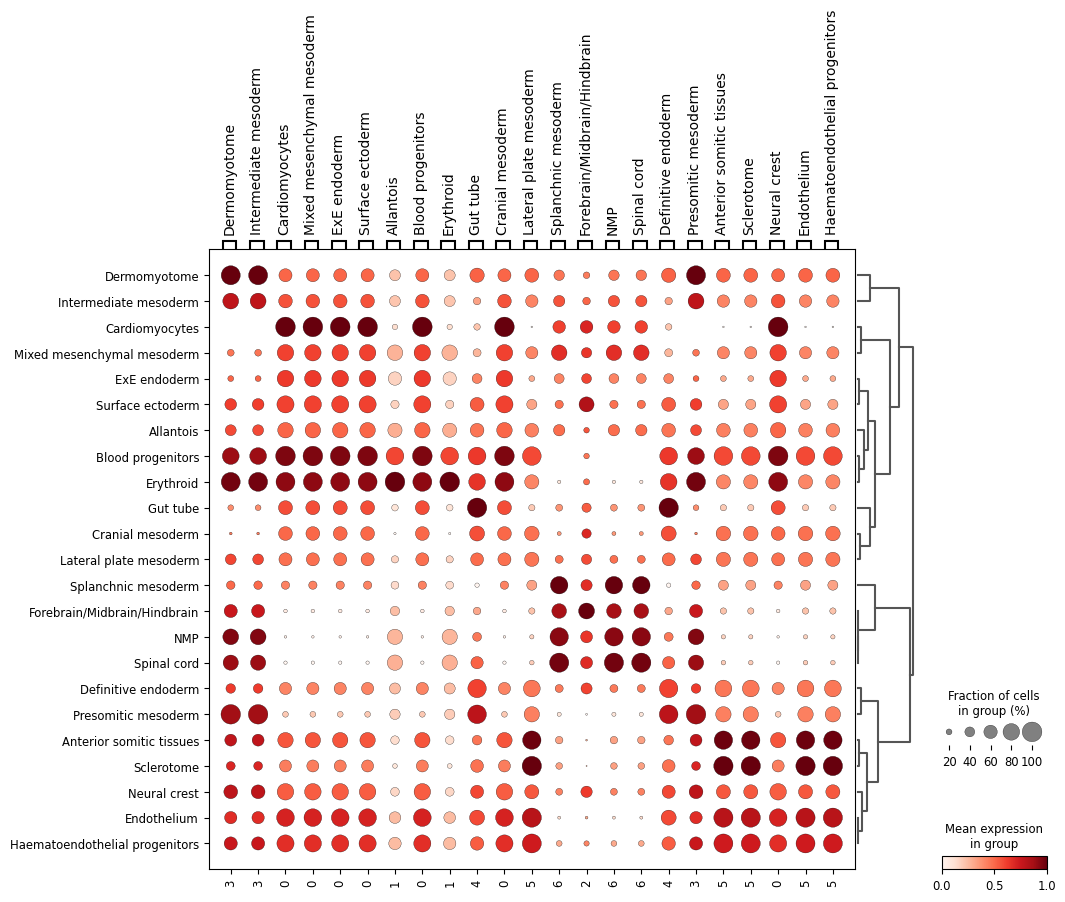 Dermomyotome
Intermediate mesoderm
Cardiomyocytes
Mixed mesenchymal mesoderm
ExE endoderm
Surface ectoderm
Allantois
Blood progenitors
Erythroid
Gut tube
Cranial mesoderm
Lateral plate mesoderm
Splanchnic mesoderm
Forebrain/Midbrain/Hindbrain
NMP
Spinal cord
Definitive endoderm
Presomitic mesoderm
Anterior somitic tissues
Sclerotome
Neural crest
Endothelium
Haematoendothelial progenitors
Dermomyotome
Intermediate mesoderm
Cardiomyocytes
Mixed mesenchymal mesoderm
ExE endoderm
Surface ectoderm
Allantois
Blood progenitors
Erythroid
Gut tube
Cranial mesoderm
Lateral plate mesoderm
Splanchnic mesoderm
Forebrain/Midbrain/Hindbrain
NMP
Spinal cord
Definitive endoderm
Presomitic mesoderm
Anterior somitic tissues
Sclerotome
Neural crest
Endothelium
Haematoendothelial progenitors
3 3 0 0 0 0 1 0 1 4 0 5 6 2 6 6 4 3 5 5 0 5 5
Fraction of cells
in group (%)
20 40 60 80 100
Mean expression
in group
0.0 0.5 1.0